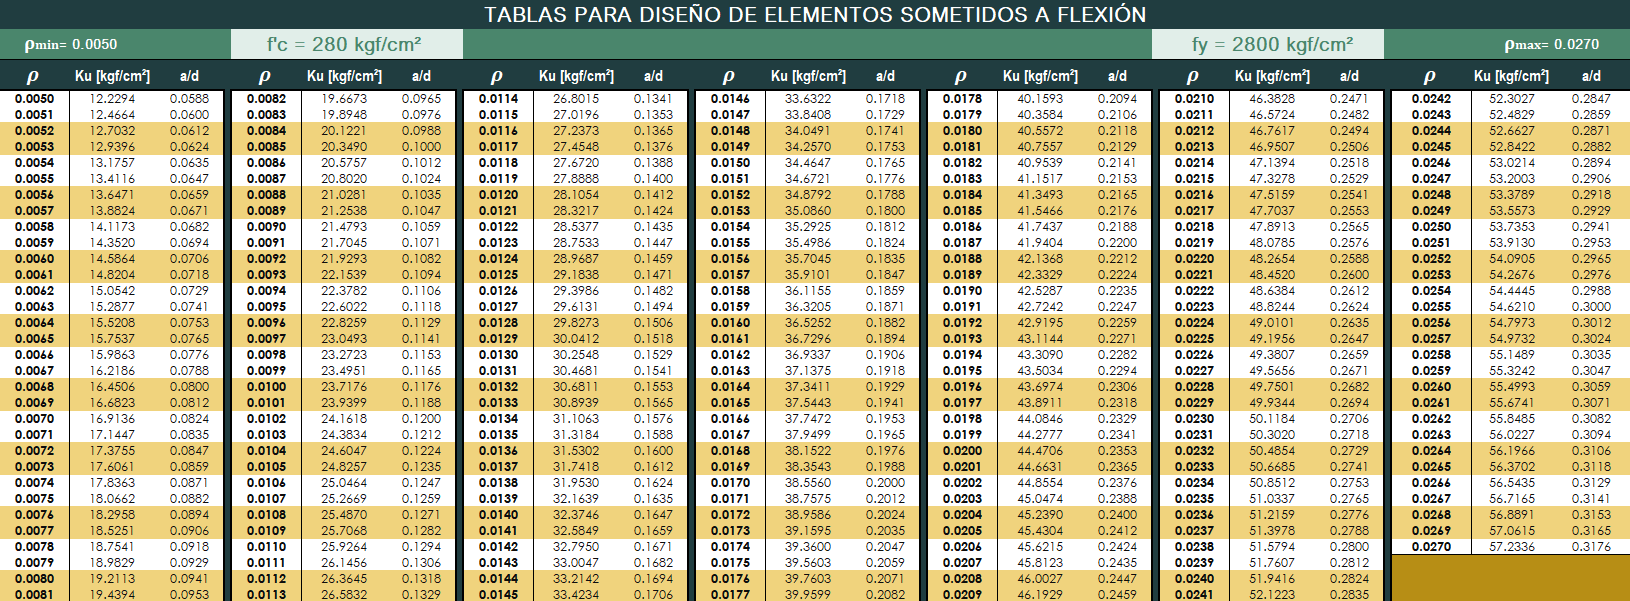 TABLAS PARA DISEÑO DE ELEMENTOS SOMETIDOS A FLEXIÓN
ρmin= 0.0050 f'c = 280 kgf/cm² fy = 2800 kgf/cm² ρmax= 0.0270
ρ Ku [kgf/cm²] a/d ρ Ku [kgf/cm²] a/d ρ Ku [kgf/cm²] a/d ρ Ku [kgf/cm²] a/d ρ Ku [kgf/cm²] a/d ρ Ku [kgf/cm²] a/d ρ Ku [kgf/cm²] a/d
0.0050 12.2294 0.0588 0.0082 19.6673 0.0965 0.0114 26.8015 0.1341 0.0146 33.6322 0.1718 0.0178 40.1593 0.2094 0.0210 46.3828 0.2471 0.0242 52.3027 0.2847
0.0051 12.4664 0.0600 0.0083 19.8948 0.0976 0.0115 27.0196 0.1353 0.0147 33.8408 0.1729 0.0179 40.3584 0.2106 0.0211 46.5724 0.2482 0.0243 52.4829 0.2859
0.0052 12.7032 0.0612 0.0084 20.1221 0.0988 0.0116 27.2373 0.1365 0.0148 34.0491 0.1741 0.0180 40.5572 0.2118 0.0212 46.7617 0.2494 0.0244 52.6627 0.2871
0.0053 12.9396 0.0624 0.0085 20.3490 0.1000 0.0117 27.4548 0.1376 0.0149 34.2570 0.1753 0.0181 40.7557 0.2129 0.0213 46.9507 0.2506 0.0245 52.8422 0.2882
0.0054 13.1757 0.0635 0.0086 20.5757 0.1012 0.0118 27.6720 0.1388 0.0150 34.4647 0.1765 0.0182 40.9539 0.2141 0.0214 47.1394 0.2518 0.0246 53.0214 0.2894
0.0055 13.4116 0.0647 0.0087 20.8020 0.1024 0.0119 27.8888 0.1400 0.0151 34.6721 0.1776 0.0183 41.1517 0.2153 0.0215 47.3278 0.2529 0.0247 53.2003 0.2906
0.0056 13.6471 0.0659 0.0088 21.0281 0.1035 0.0120 28.1054 0.1412 0.0152 34.8792 0.1788 0.0184 41.3493 0.2165 0.0216 47.5159 0.2541 0.0248 53.3789 0.2918
0.0057 13.8824 0.0671 0.0089 21.2538 0.1047 0.0121 28.3217 0.1424 0.0153 35.0860 0.1800 0.0185 41.5466 0.2176 0.0217 47.7037 0.2553 0.0249 53.5573 0.2929
0.0058 14.1173 0.0682 0.0090 21.4793 0.1059 0.0122 28.5377 0.1435 0.0154 35.2925 0.1812 0.0186 41.7437 0.2188 0.0218 47.8913 0.2565 0.0250 53.7353 0.2941
0.0059 14.3520 0.0694 0.0091 21.7045 0.1071 0.0123 28.7533 0.1447 0.0155 35.4986 0.1824 0.0187 41.9404 0.2200 0.0219 48.0785 0.2576 0.0251 53.9130 0.2953
0.0060 14.5864 0.0706 0.0092 21.9293 0.1082 0.0124 28.9687 0.1459 0.0156 35.7045 0.1835 0.0188 42.1368 0.2212 0.0220 48.2654 0.2588 0.0252 54.0905 0.2965
0.0061 14.8204 0.0718 0.0093 22.1539 0.1094 0.0125 29.1838 0.1471 0.0157 35.9101 0.1847 0.0189 42.3329 0.2224 0.0221 48.4520 0.2600 0.0253 54.2676 0.2976
0.0062 15.0542 0.0729 0.0094 22.3782 0.1106 0.0126 29.3986 0.1482 0.0158 36.1155 0.1859 0.0190 42.5287 0.2235 0.0222 48.6384 0.2612 0.0254 54.4445 0.2988
0.0063 15.2877 0.0741 0.0095 22.6022 0.1118 0.0127 29.6131 0.1494 0.0159 36.3205 0.1871 0.0191 42.7242 0.2247 0.0223 48.8244 0.2624 0.0255 54.6210 0.3000
0.0064 15.5208 0.0753 0.0096 22.8259 0.1129 0.0128 29.8273 0.1506 0.0160 36.5252 0.1882 0.0192 42.9195 0.2259 0.0224 49.0101 0.2635 0.0256 54.7973 0.3012
0.0065 15.7537 0.0765 0.0097 23.0493 0.1141 0.0129 30.0412 0.1518 0.0161 36.7296 0.1894 0.0193 43.1144 0.2271 0.0225 49.1956 0.2647 0.0257 54.9732 0.3024
0.0066 15.9863 0.0776 0.0098 23.2723 0.1153 0.0130 30.2548 0.1529 0.0162 36.9337 0.1906 0.0194 43.3090 0.2282 0.0226 49.3807 0.2659 0.0258 55.1489 0.3035
0.0067 16.2186 0.0788 0.0099 23.4951 0.1165 0.0131 30.4681 0.1541 0.0163 37.1375 0.1918 0.0195 43.5034 0.2294 0.0227 49.5656 0.2671 0.0259 55.3242 0.3047
0.0068 16.4506 0.0800 0.0100 23.7176 0.1176 0.0132 30.6811 0.1553 0.0164 37.3411 0.1929 0.0196 43.6974 0.2306 0.0228 49.7501 0.2682 0.0260 55.4993 0.3059
0.0069 16.6823 0.0812 0.0101 23.9399 0.1188 0.0133 30.8939 0.1565 0.0165 37.5443 0.1941 0.0197 43.8911 0.2318 0.0229 49.9344 0.2694 0.0261 55.6741 0.3071
0.0070 16.9136 0.0824 0.0102 24.1618 0.1200 0.0134 31.1063 0.1576 0.0166 37.7472 0.1953 0.0198 44.0846 0.2329 0.0230 50.1184 0.2706 0.0262 55.8485 0.3082
0.0071 17.1447 0.0835 0.0103 24.3834 0.1212 0.0135 31.3184 0.1588 0.0167 37.9499 0.1965 0.0199 44.2777 0.2341 0.0231 50.3020 0.2718 0.0263 56.0227 0.3094
0.0072 17.3755 0.0847 0.0104 24.6047 0.1224 0.0136 31.5302 0.1600 0.0168 38.1522 0.1976 0.0200 44.4706 0.2353 0.0232 50.4854 0.2729 0.0264 56.1966 0.3106
0.0073 17.6061 0.0859 0.0105 24.8257 0.1235 0.0137 31.7418 0.1612 0.0169 38.3543 0.1988 0.0201 44.6631 0.2365 0.0233 50.6685 0.2741 0.0265 56.3702 0.3118
0.0074 17.8363 0.0871 0.0106 25.0464 0.1247 0.0138 31.9530 0.1624 0.0170 38.5560 0.2000 0.0202 44.8554 0.2376 0.0234 50.8512 0.2753 0.0266 56.5435 0.3129
0.0075 18.0662 0.0882 0.0107 25.2669 0.1259 0.0139 32.1639 0.1635 0.0171 38.7575 0.2012 0.0203 45.0474 0.2388 0.0235 51.0337 0.2765 0.0267 56.7165 0.3141
0.0076 18.2958 0.0894 0.0108 25.4870 0.1271 0.0140 32.3746 0.1647 0.0172 38.9586 0.2024 0.0204 45.2390 0.2400 0.0236 51.2159 0.2776 0.0268 56.8891 0.3153
0.0077 18.5251 0.0906 0.0109 25.7068 0.1282 0.0141 32.5849 0.1659 0.0173 39.1595 0.2035 0.0205 45.4304 0.2412 0.0237 51.3978 0.2788 0.0269 57.0615 0.3165
0.0078 18.7541 0.0918 0.0110 25.9264 0.1294 0.0142 32.7950 0.1671 0.0174 39.3600 0.2047 0.0206 45.6215 0.2424 0.0238 51.5794 0.2800 0.0270 57.2336 0.3176
0.0079 18.9829 0.0929 0.0111 26.1456 0.1306 0.0143 33.0047 0.1682 0.0175 39.5603 0.2059 0.0207 45.8123 0.2435 0.0239 51.7607 0.2812
0.0080 19.2113 0.0941 0.0112 26.3645 0.1318 0.0144 33.2142 0.1694 0.0176 39.7603 0.2071 0.0208 46.0027 0.2447 0.0240 51.9416 0.2824
0.0081 19.4394 0.0953 0.0113 26.5832 0.1329 0.0145 33.4234 0.1706 0.0177 39.9599 0.2082 0.0209 46.1929 0.2459 0.0241 52.1223 0.2835